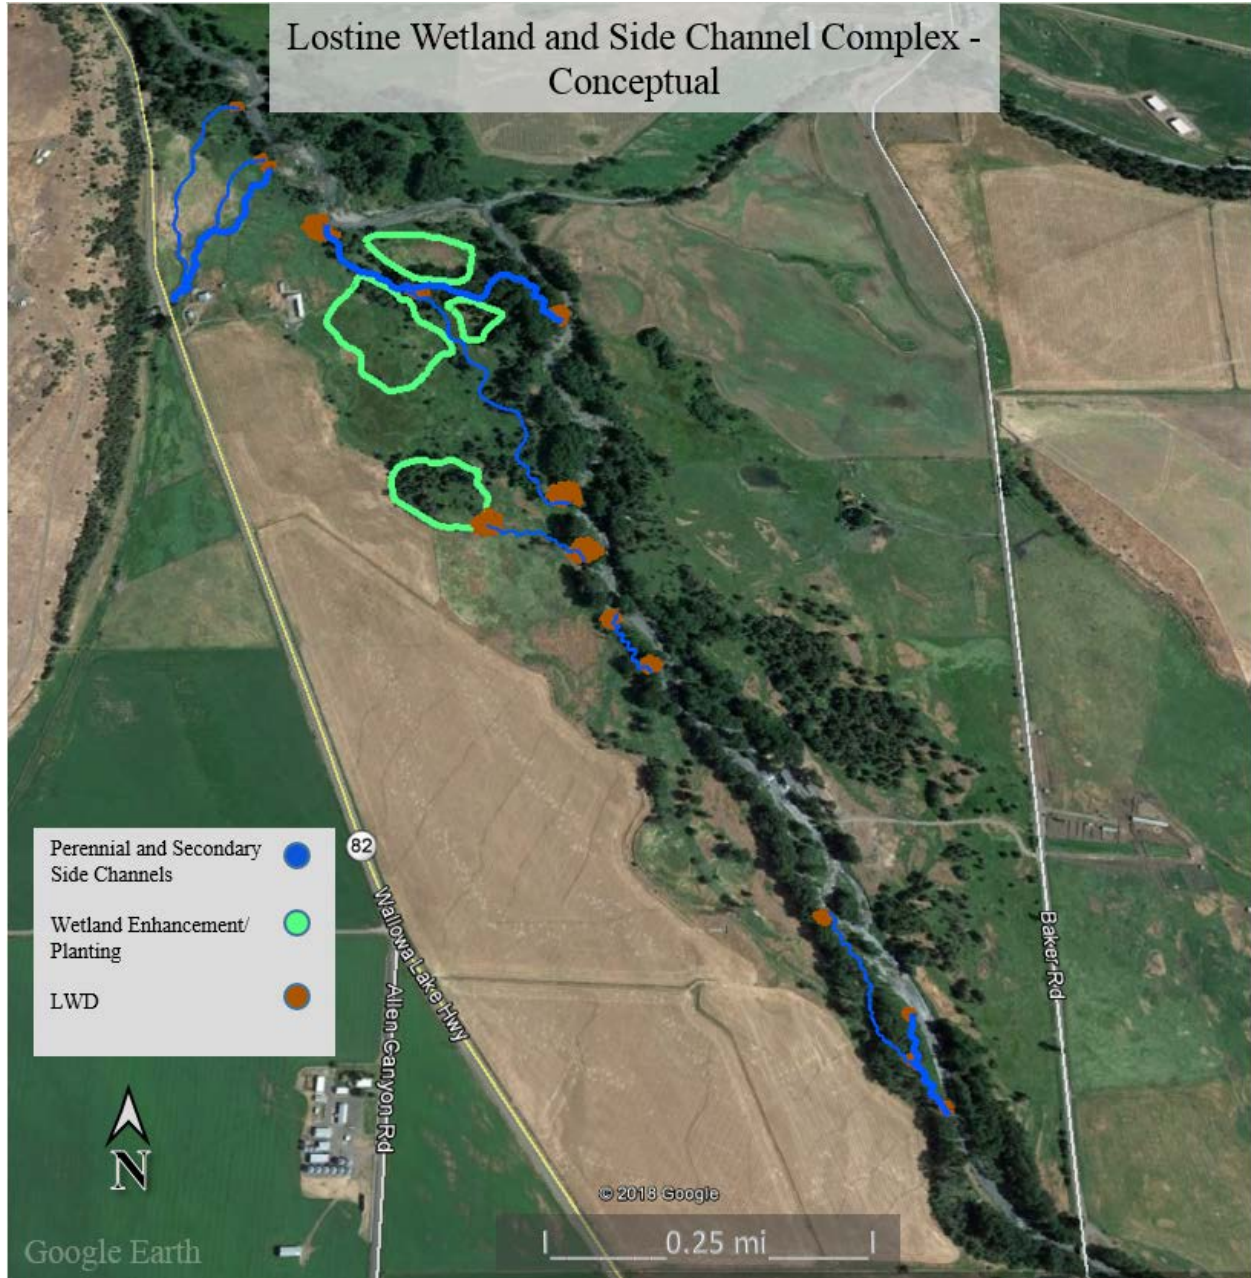 Lostine Wetland and Side Channel Complex -
Conceptual
Perennial and Secondary
Side Channels
Wetland Enhancement/
Planting
LWD
82
Wallowa Lake Hwy
Allen Canyon Rd
Baker Rd
N
© 2018 Google
0.25 mi
Google Earth